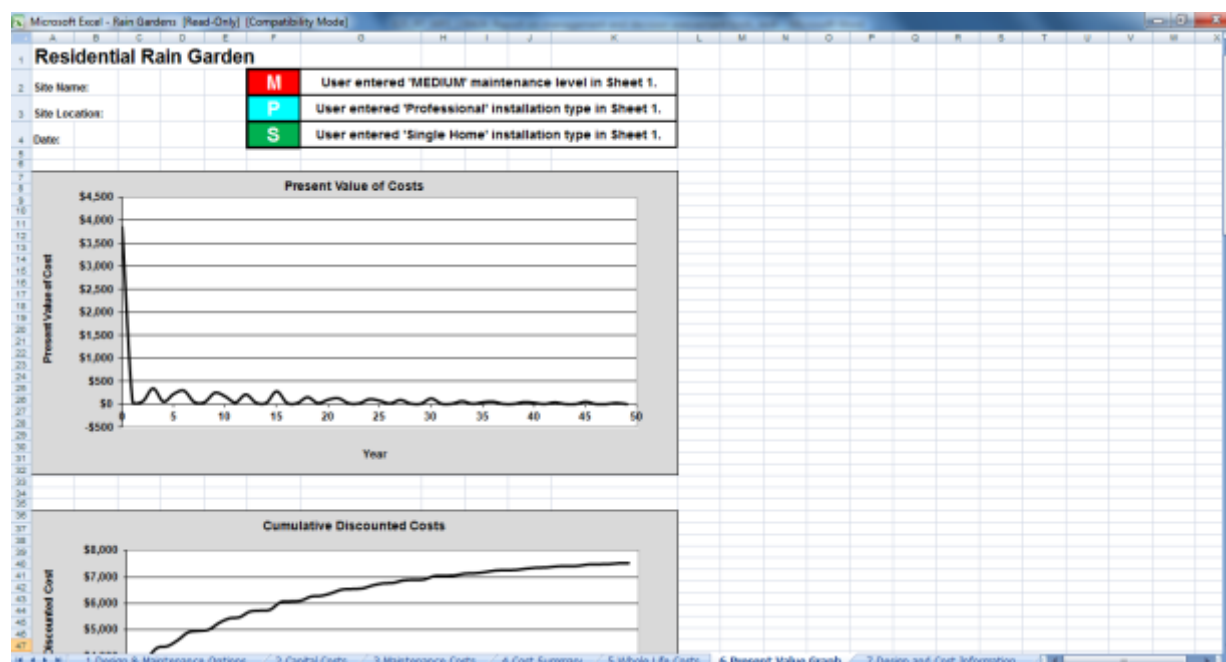 Microsoft Excel - Rain Gardens [Read-Only] [Compatibility Mode]
A B C D E F G H I J K L M N O P Q R S T U V W X
Residential Rain Garden
Site Name:
M User entered 'MEDIUM' maintenance level in Sheet 1.
Site Location:
P User entered 'Professional' installation type in Sheet 1.
Date:
S User entered 'Single Home' installation type in Sheet 1.
Present Value of Costs
Present Value of Cost
$4,500
$4,000
$3,500
$3,000
$2,500
$2,000
$1,500
$1,000
$500
$0
-$500
0 5 10 15 20 25 30 35 40 45 50
Year
Cumulative Discounted Costs
Discounted Cost
$8,000
$7,000
$6,000
$5,000
1 Design & Maintenance Options 2 Capital Costs 3 Maintenance Costs 4 Cost Summary 5 Whole Life Costs 6 Present Value Graph 7 Design and Cost Information